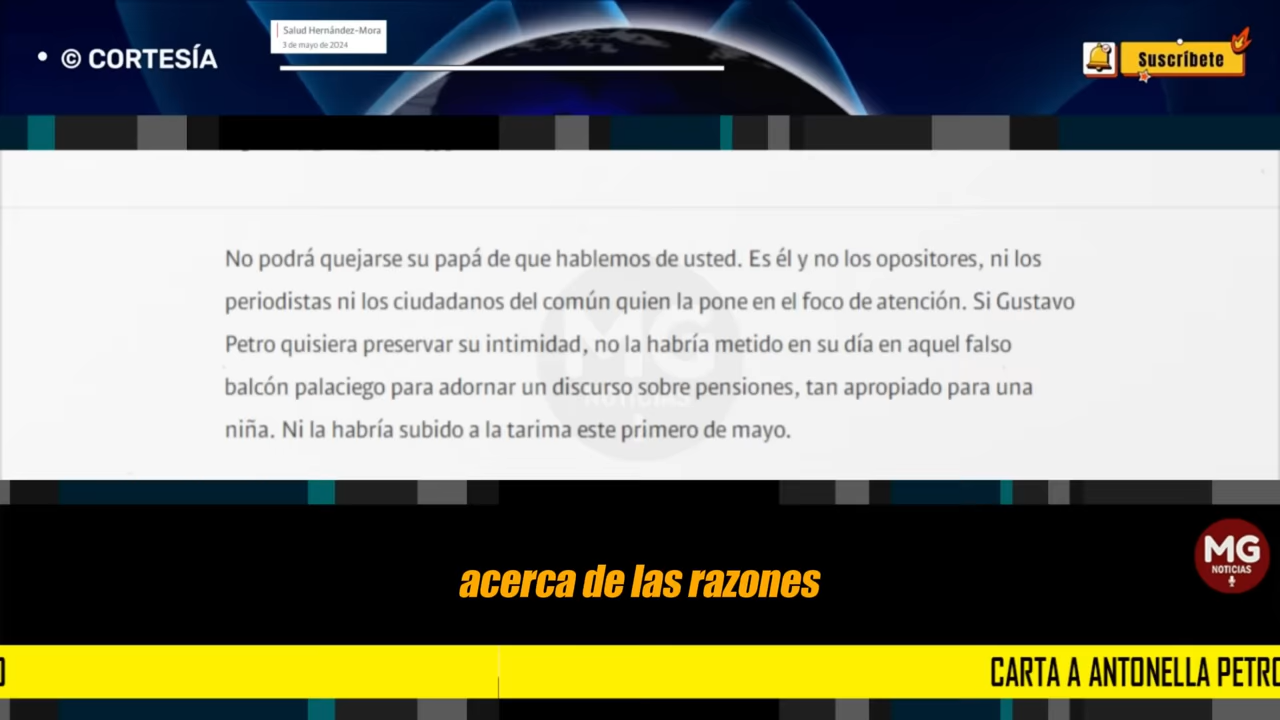 © CORTESÍA
Salud Hernández-Mora
3 de mayo de 2024
Suscríbete
No podrá quejarse su papá de que hablemos de usted. Es él y no los opositores, ni los
periodistas ni los ciudadanos del común quien la pone en el foco de atención. Si Gustavo
Petro quisiera preservar su intimidad, no la habría metido en su día en aquel falso
balcón palaciego para adornar un discurso sobre pensiones, tan apropiado para una
niña. Ni la habría subido a la tarima este primero de mayo.
MG
NOTICIAS
acerca de las razones
MG
NOTICIAS
CARTA A ANTONELLA PETRO